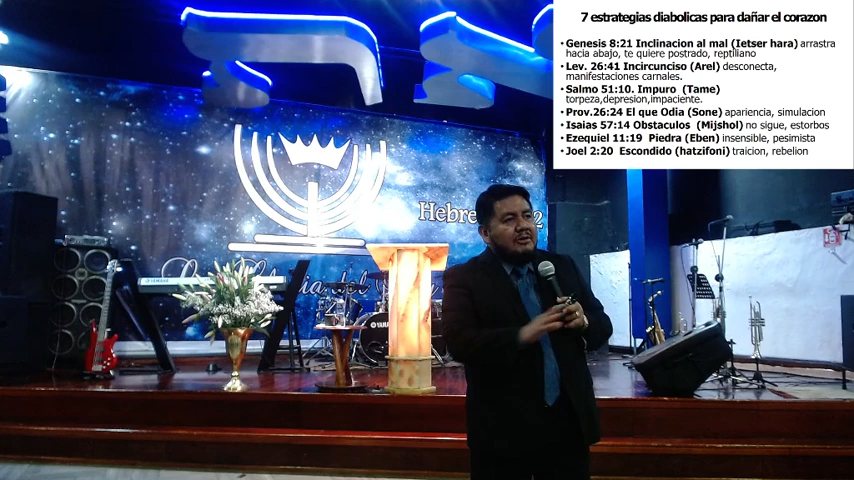 7 estrategias diabolicas para dañar el corazon
• Genesis 8:21 Inclinacion al mal (Ietser hara) arrastra
hacia abajo, te quiere postrado, reptiliano
• Lev. 26:41 Incircunciso (Arel) desconecta,
manifestaciones carnales.
• Salmo 51:10. Impuro (Tame)
torpeza,depresion,impaciente.
• Prov.26:24 El que Odia (Sone) apariencia, simulacion
• Isaias 57:14 Obstaculos (Mijshol) no sigue, estorbos
• Ezequiel 11:19 Piedra (Eben) insensible, pesimista
• Joel 2:20 Escondido (hatzifoni) traicion, rebelion
Hebre 2
del
YAMAHA